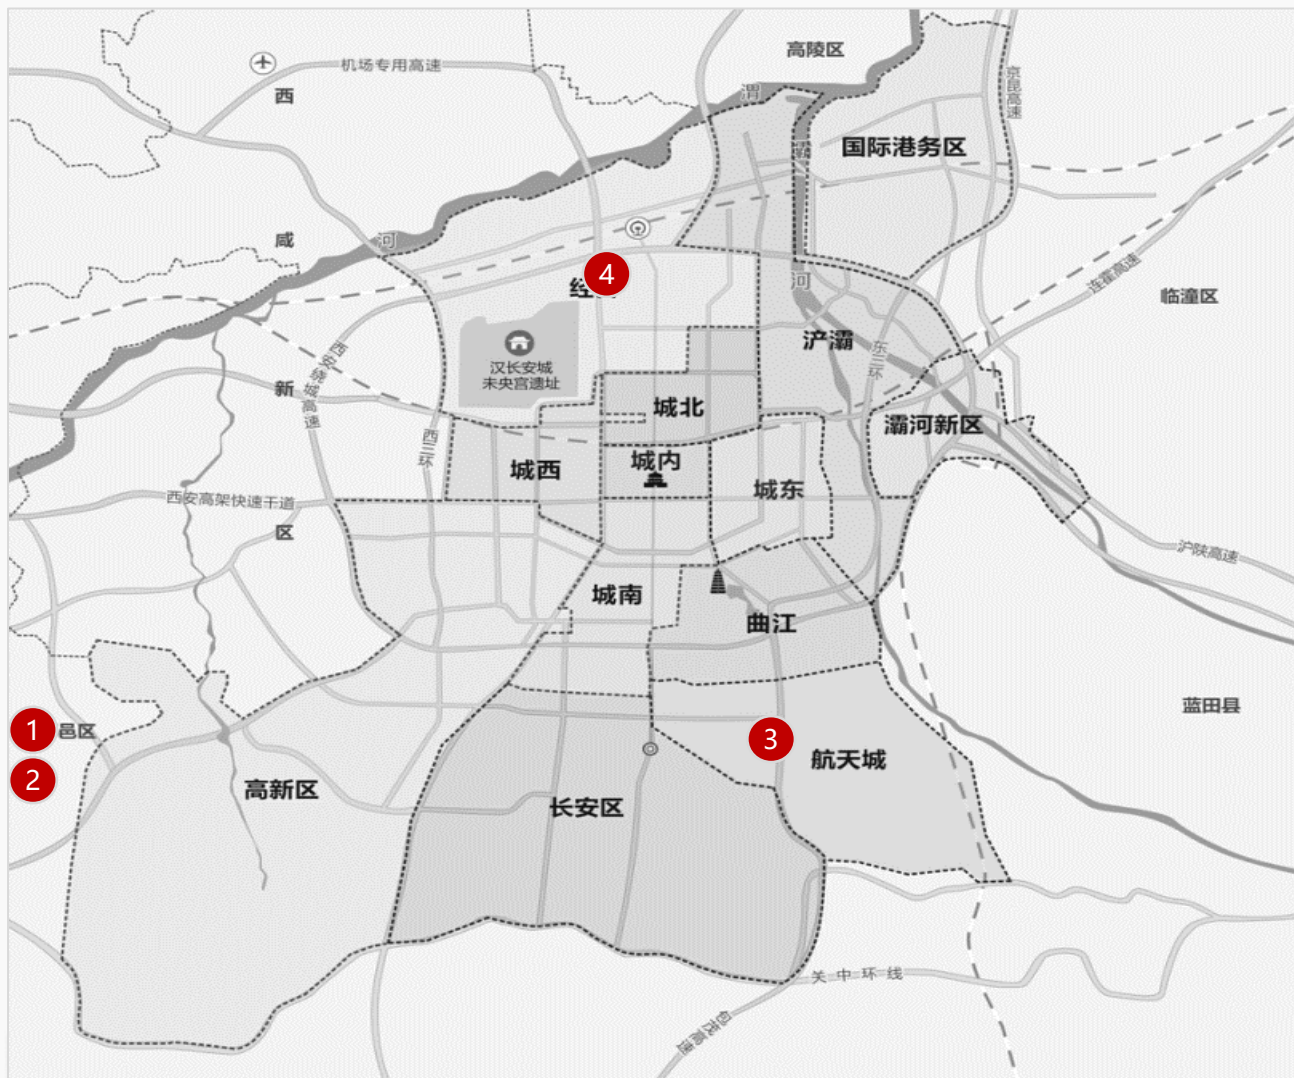 高陵区
机场专用高速
京昆高速
西
渭
国际港务区
灞
咸
河
河
4
经
连霍高速
临潼区
浐灞
东三环
西安绕城高速
汉长安城
未央宫遗址
新
城北
灞河新区
西三环
城西
城内
城东
西安高架快速干道
区
沪陕高速
城南
曲江
蓝田县
1
邑区
3
航天城
2
高新区
长安区
关中环线
包茂高速